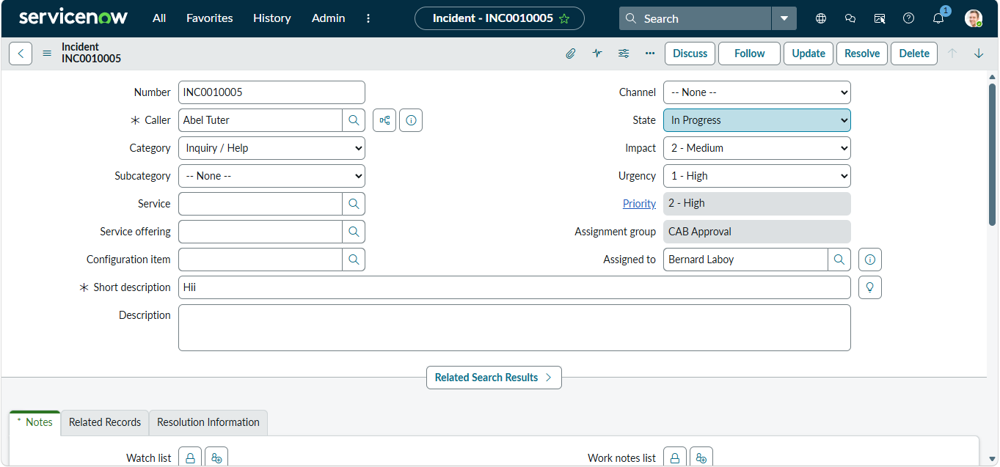 servicenow All Favorites History Admin Incident - INC0010005 Search 1
Incident
INC0010005
Discuss Follow Update Resolve Delete
Number INC0010005 Channel -- None --
Caller Abel Tuter State In Progress
Category Inquiry / Help Impact 2 - Medium
Subcategory -- None -- Urgency 1 - High
Service Priority 2 - High
Service offering Assignment group CAB Approval
Configuration item Assigned to Bernard Laboy
Short description Hii
Description
Related Search Results
* Notes Related Records Resolution Information
Watch list Work notes list